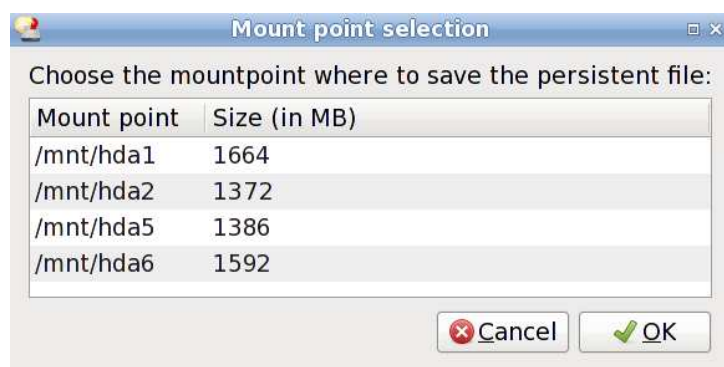 Mount point selection
Choose the mountpoint where to save the persistent file:
Mount point Size (in MB)
/mnt/hda1 1664
/mnt/hda2 1372
/mnt/hda5 1386
/mnt/hda6 1592
Cancel OK